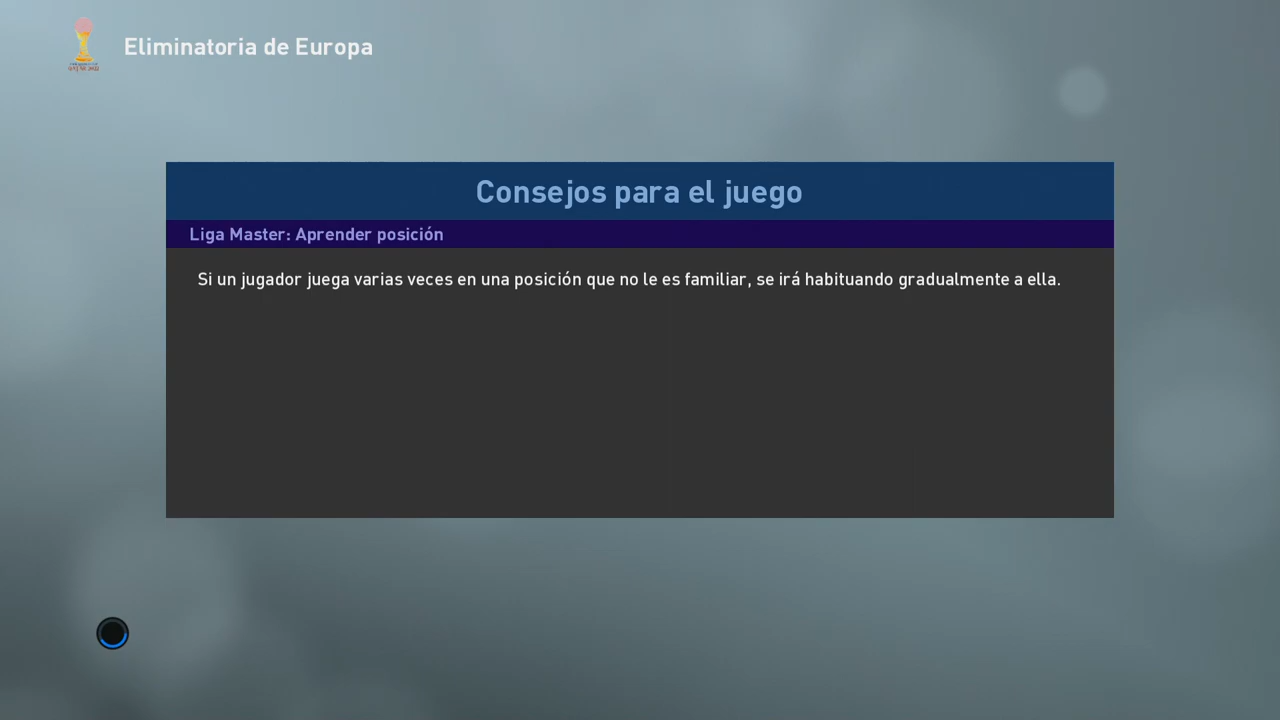 Eliminatoria de Europa
Consejos para el juego
Liga Master: Aprender posición
Si un jugador juega varias veces en una posición que no le es familiar, se irá habituando gradualmente a ella.